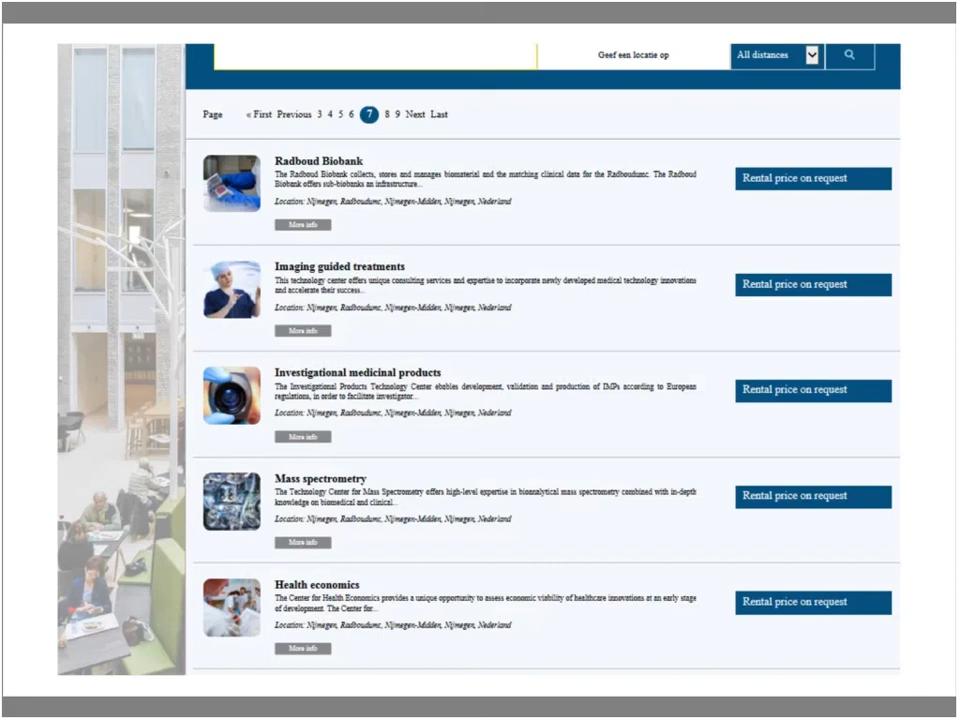 Geef een locatie op
All distances
Page « First Previous 3 4 5 6 7 8 9 Next Last
Radboud Biobank
The Radboud Biobank collects, stores and manages biomaterial and the matching clinical data for the Radboudumc. The Radboud
Biobank offers sub-biobanks an infrastructure...
Rental price on request
Location: Nijmegen, Radboudumc, Nijmegen-Midden, Nijmegen, Nederland
More info
Imaging guided treatments
This technology center offers unique consulting services and expertise to incorporate newly developed medical technology innovations
and accelerate their success...
Rental price on request
Location: Nijmegen, Radboudumc, Nijmegen-Midden, Nijmegen, Nederland
More info
Investigational medicinal products
The Investigational Products Technology Center enables development, validation and production of IMPs according to European
regulations, in order to facilitate investigator...
Rental price on request
Location: Nijmegen, Radboudumc, Nijmegen-Midden, Nijmegen, Nederland
More info
Mass spectrometry
The Technology Center for Mass Spectrometry offers high-level expertise in bioanalytical mass spectrometry combined with in-depth
knowledge on biomedical and clinical...
Rental price on request
Location: Nijmegen, Radboudumc, Nijmegen-Midden, Nijmegen, Nederland
More info
Health economics
The Center for Health Economics provides a unique opportunity to assess economic viability of healthcare innovations at an early stage
of development. The Center for...
Rental price on request
Location: Nijmegen, Radboudumc, Nijmegen-Midden, Nijmegen, Nederland
More info